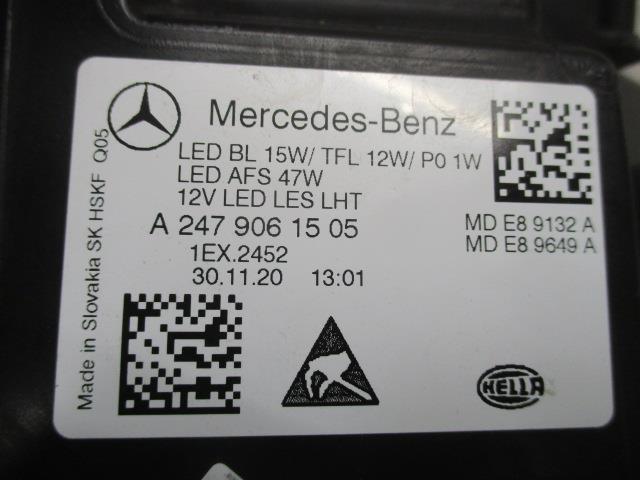 Mercedes-Benz
LED BL 15W/ TFL 12W/ PO 1W
LED AFS 47W
12V LED LES LHT
A 247 906 15 05
MD E8 9132 A
MD E8 9649 A
1EX.2452
30.11.20 13:01
Made in Slovakia SK HSKF Q05
HELLA